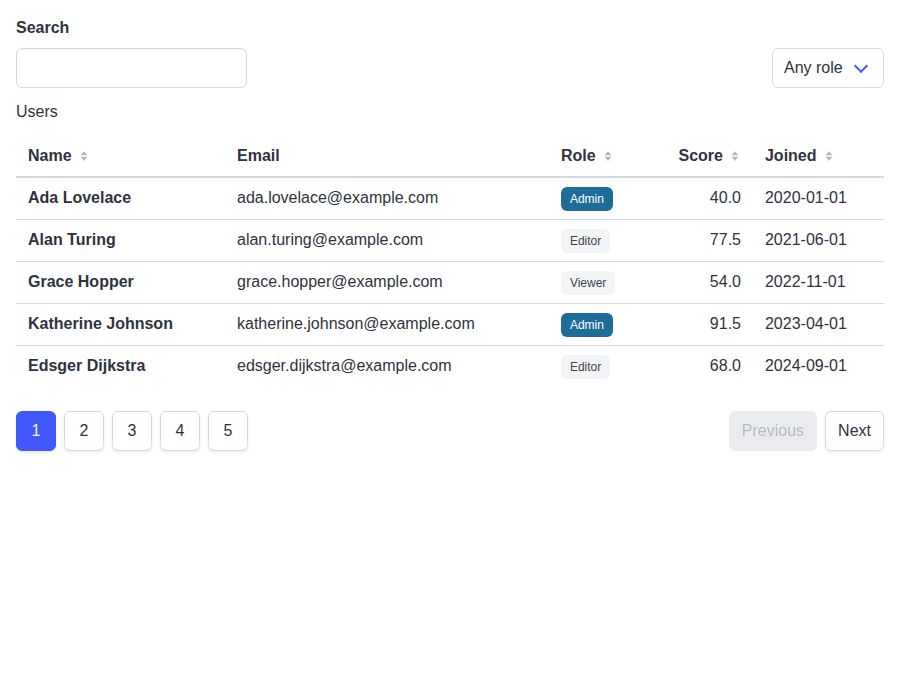 Search
Any role
Users
Name Email Role Score Joined
Ada Lovelace ada.lovelace@example.com Admin 40.0 2020-01-01
Alan Turing alan.turing@example.com Editor 77.5 2021-06-01
Grace Hopper grace.hopper@example.com Viewer 54.0 2022-11-01
Katherine Johnson katherine.johnson@example.com Admin 91.5 2023-04-01
Edsger Dijkstra edsger.dijkstra@example.com Editor 68.0 2024-09-01
1 2 3 4 5 Previous Next